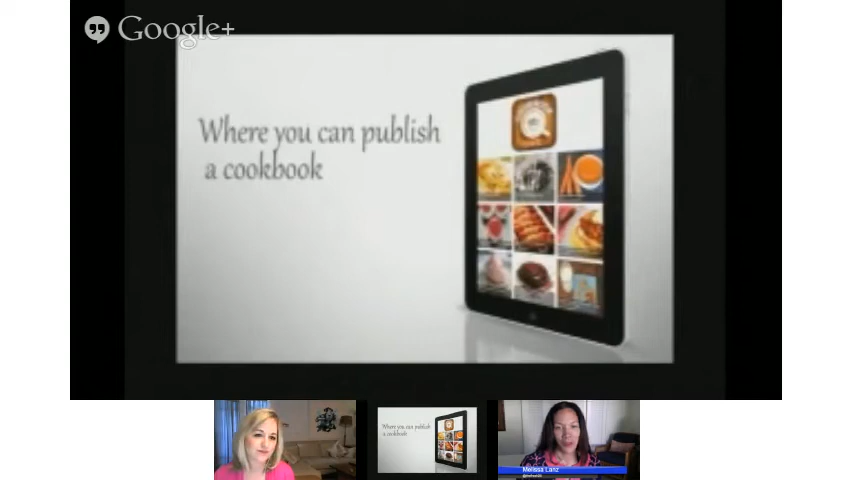 Google+
Where you can publish
a cookbook
Where you can publish
a cookbook
Melissa Lanz